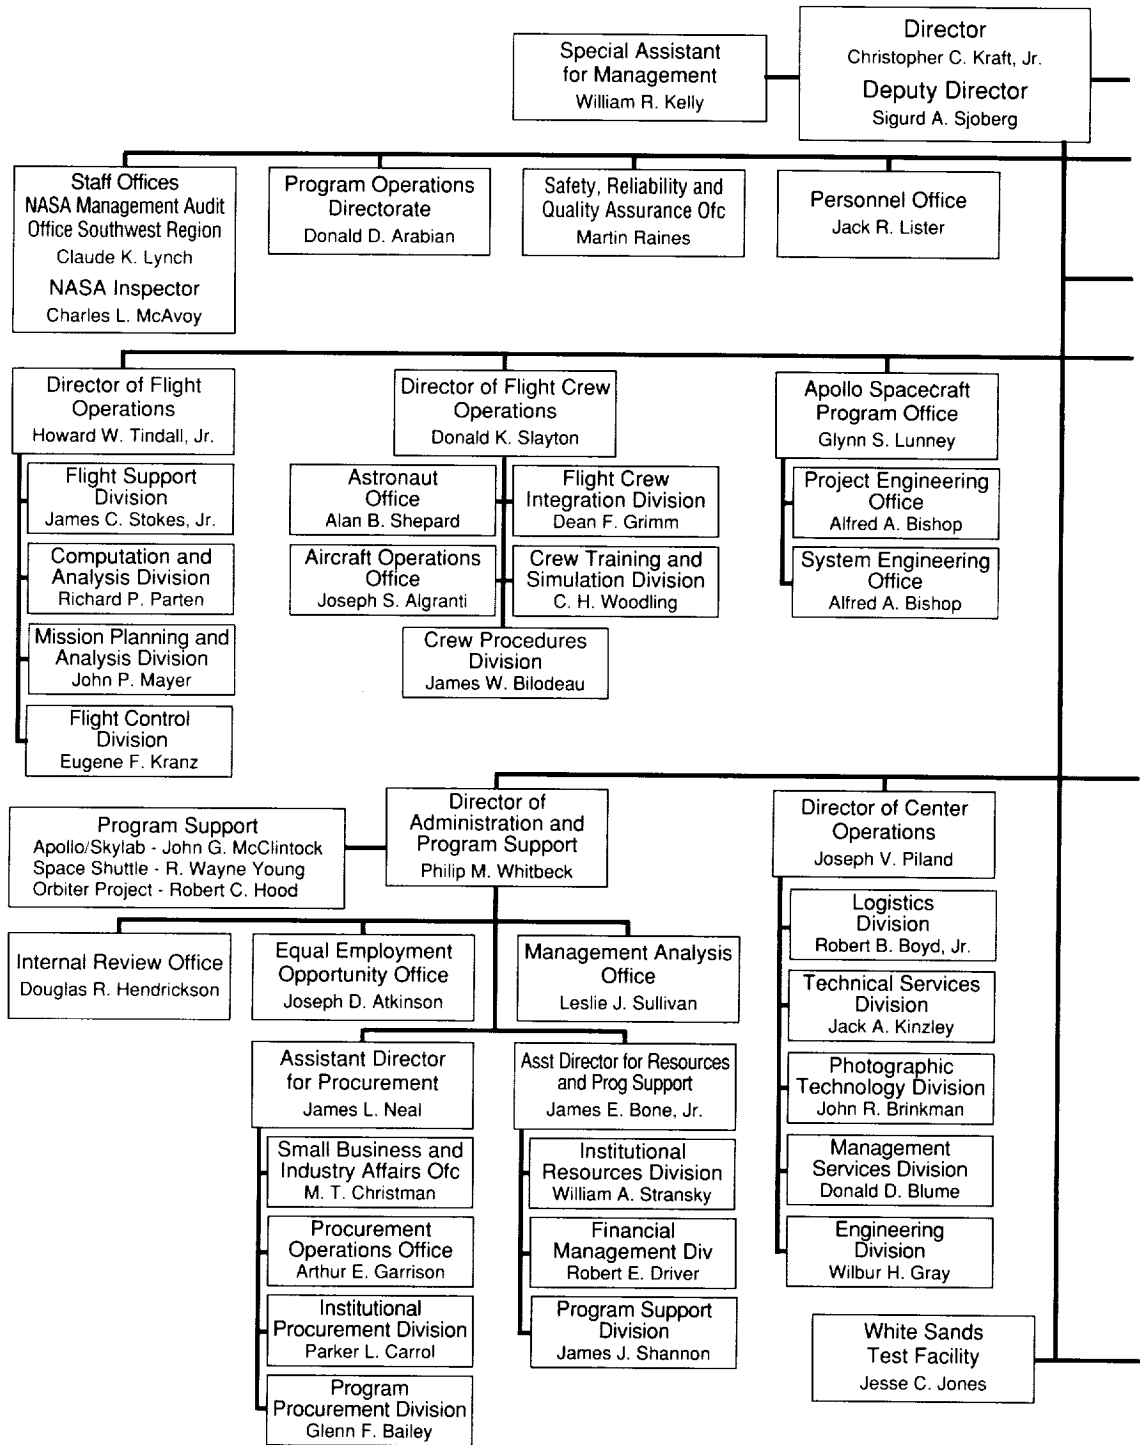 Director
Christopher C. Kraft, Jr.
Deputy Director
Sigurd A. Sjoberg
Special Assistant
for Management
William R. Kelly
Staff Offices
NASA Management Audit
Office Southwest Region
Claude K. Lynch
NASA Inspector
Charles L. McAvoy
Program Operations
Directorate
Donald D. Arabian
Safety, Reliability and
Quality Assurance Ofc
Martin Raines
Personnel Office
Jack R. Lister
Director of Flight
Operations
Howard W. Tindall, Jr.
Flight Support
Division
James C. Stokes, Jr.
Computation and
Analysis Division
Richard P. Parten
Mission Planning and
Analysis Division
John P. Mayer
Flight Control
Division
Eugene F. Kranz
Director of Flight Crew
Operations
Donald K. Slayton
Astronaut
Office
Alan B. Shepard
Flight Crew
Integration Division
Dean F. Grimm
Aircraft Operations
Office
Joseph S. Algranti
Crew Training and
Simulation Division
C. H. Woodling
Crew Procedures
Division
James W. Bilodeau
Apollo Spacecraft
Program Office
Glynn S. Lunney
Project Engineering
Office
Alfred A. Bishop
System Engineering
Office
Alfred A. Bishop
Program Support
Apollo/Skylab - John G. McClintock
Space Shuttle - R. Wayne Young
Orbiter Project - Robert C. Hood
Director of
Administration and
Program Support
Philip M. Whitbeck
Internal Review Office
Douglas R. Hendrickson
Equal Employment
Opportunity Office
Joseph D. Atkinson
Management Analysis
Office
Leslie J. Sullivan
Assistant Director
for Procurement
James L. Neal
Small Business and
Industry Affairs Ofc
M. T. Christman
Procurement
Operations Office
Arthur E. Garrison
Institutional
Procurement Division
Parker L. Carrol
Program
Procurement Division
Glenn F. Bailey
Asst Director for Resources
and Prog Support
James E. Bone, Jr.
Institutional
Resources Division
William A. Stransky
Financial
Management Div
Robert E. Driver
Program Support
Division
James J. Shannon
Director of Center
Operations
Joseph V. Piland
Logistics
Division
Robert B. Boyd, Jr.
Technical Services
Division
Jack A. Kinzley
Photographic
Technology Division
John R. Brinkman
Management
Services Division
Donald D. Blume
Engineering
Division
Wilbur H. Gray
White Sands
Test Facility
Jesse C. Jones